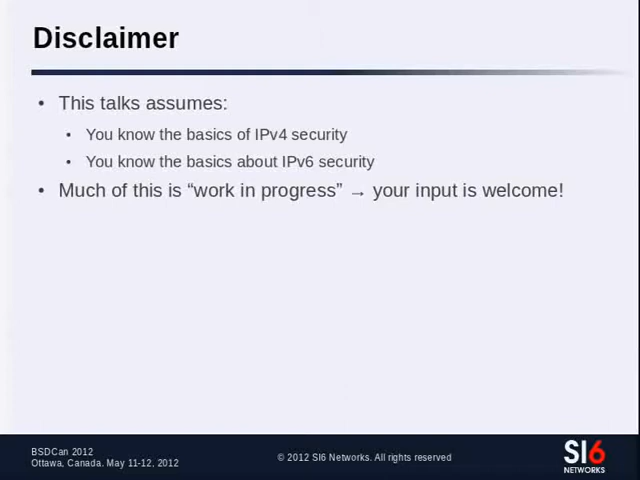 Disclaimer
• This talks assumes:
• You know the basics of IPv4 security
• You know the basics about IPv6 security
• Much of this is “work in progress” → your input is welcome!
BSDCan 2012
Ottawa, Canada. May 11-12, 2012
© 2012 SI6 Networks. All rights reserved
SI6
NETWORKS